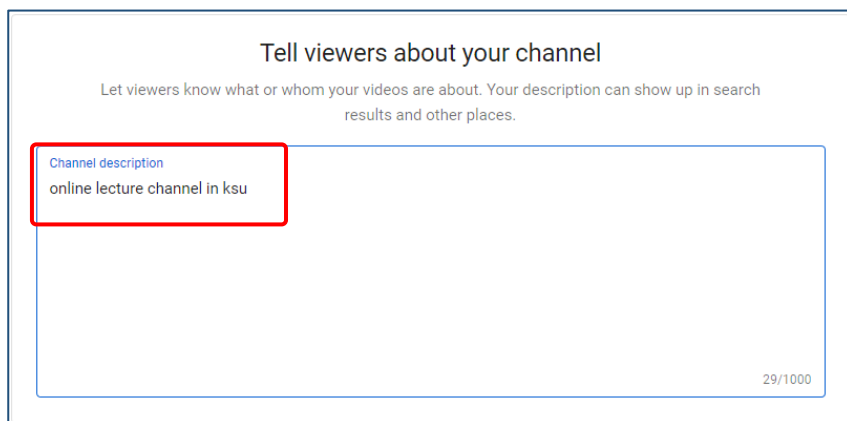 Tell viewers about your channel
Let viewers know what or whom your videos are about. Your description can show up in search
results and other places.
Channel description
online lecture channel in ksu
29/1000